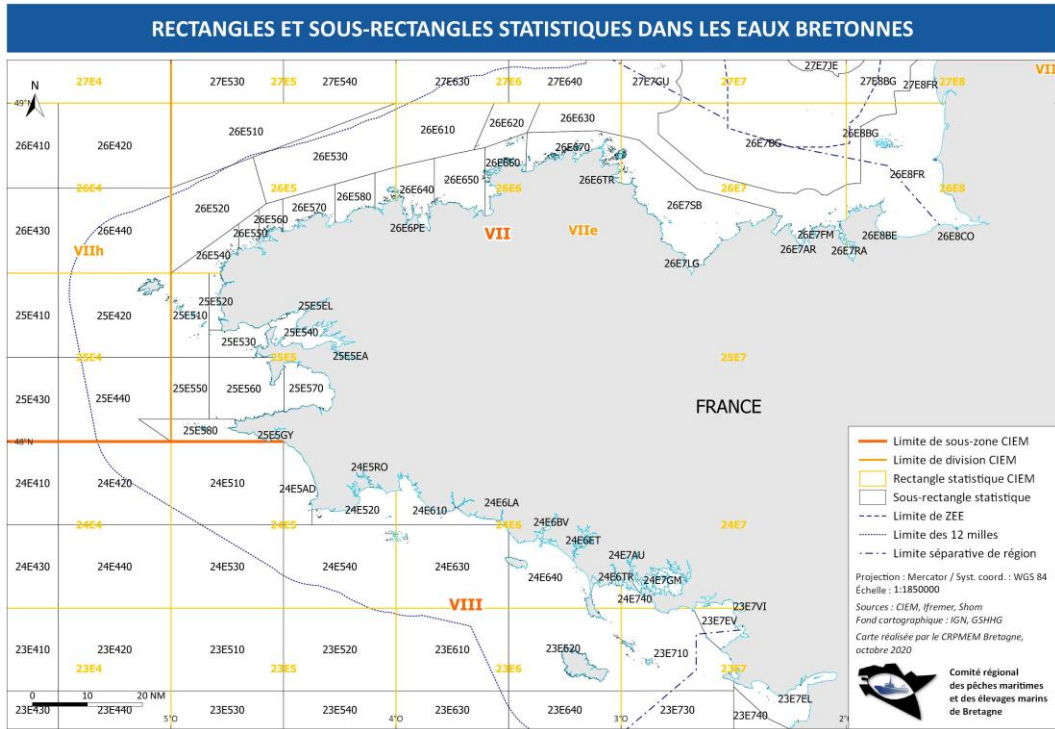 RECTANGLES ET SOUS-RECTANGLES STATISTIQUES DANS LES EAUX BRETONNES
27E4 27E530 27E5 27E540 27E630 27E6 27E640 27E7GU 27E7 27E7JE 27E8BG 27E8FR 27E8 VII
N
49°N
26E410 26E420 26E510 26E530 26E610 26E620 26E630 26E660 26E670 26E7BG 26E8BG
26E4 26E5 26E580 26E640 26E650 26E6 26E6TR 26E7 26E8FR 26E8
26E430 26E440 26E520 26E560 26E570 26E550 26E6PE VII VIIe 26E7SB 26E7FM 26E7AR 26E7RA 26E8BE 26E8CO
VIIh 26E540 26E7LG
25E410 25E420 25E510 25E520 25E5EL
25E530 25E540
25E4 25E5 25E5EA 25E7
25E430 25E440 25E550 25E560 25E570
FRANCE
25E580 25E5GY
48°N
24E410 24E420 24E510 24E5AD 24E5RO
24E520 24E610 24E6LA
24E4 24E5 24E6 24E6BV 24E7
24E6ET
24E430 24E440 24E530 24E540 24E630 24E640 24E6TR 24E7AU 24E7GM
VIII 24E740 23E7VI
23E7EV
23E410 23E420 23E510 23E520 23E610 23E620 23E710
23E4 23E5 23E6 23E7
23E7EL
23E430 23E440 23E530 23E540 23E630 23E640 23E730 23E740
0 10 20 NM
5°0 4°0 3°0 2°0
Limite de sous-zone CIEM
Limite de division CIEM
Rectangle statistique CIEM
Sous-rectangle statistique
Limite de ZEE
Limite des 12 milles
Limite séparative de région
Projection : Mercator / Syst. coord. : WGS 84
Échelle : 1:1850000
Sources : CIEM, Ifremer, Shom
Fond cartographique : IGN, GSHHG
Carte réalisée par le CRPMEM Bretagne,
octobre 2020
Comité régional
des pêches maritimes
et des élevages marins
de Bretagne